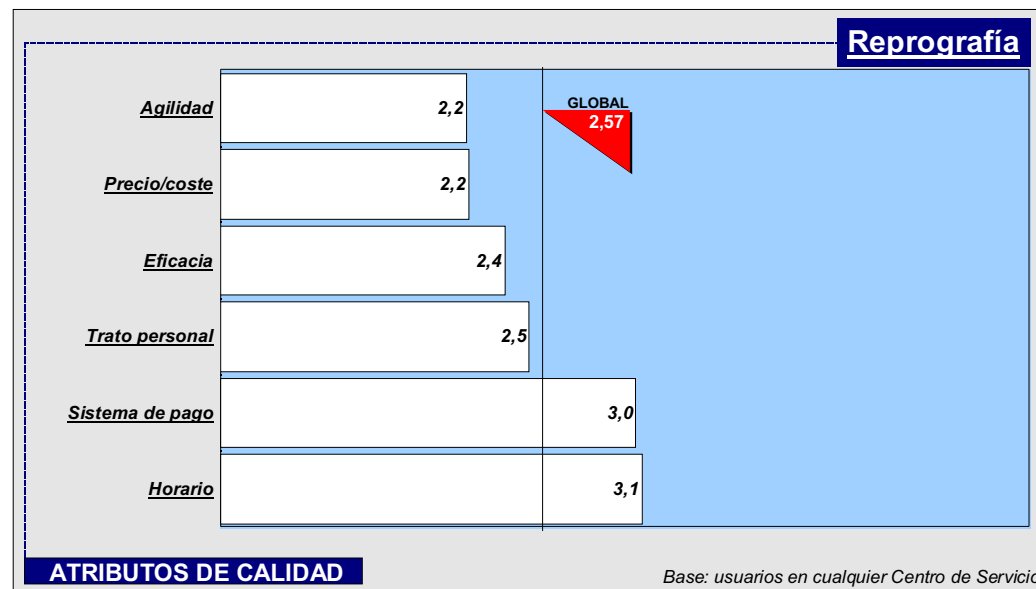 Reprografía
Agilidad
2,2
GLOBAL
2,57
Precio/coste
2,2
Eficacia
2,4
Trato personal
2,5
Sistema de pago
3,0
Horario
3,1
ATRIBUTOS DE CALIDAD
Base: usuarios en cualquier Centro de Servicio